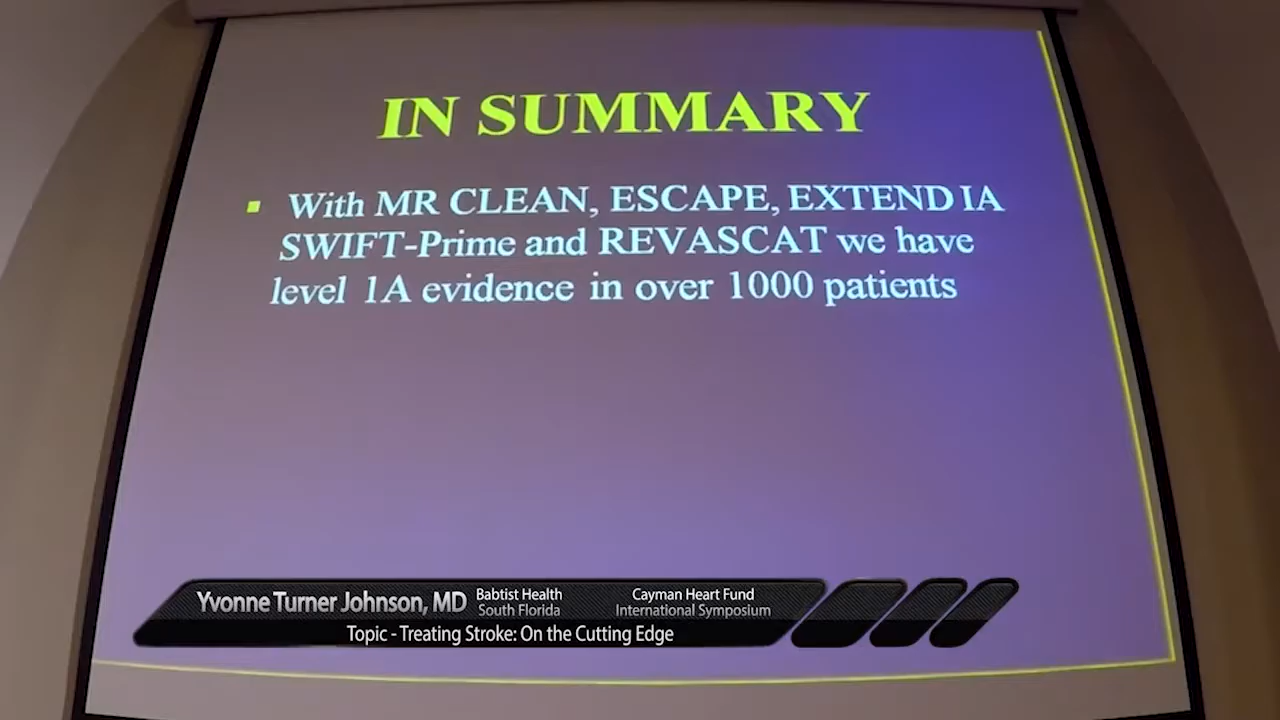 IN SUMMARY
With MR CLEAN, ESCAPE, EXTEND IA
SWIFT-Prime and REVASCAT we have
level 1A evidence in over 1000 patients
Yvonne Turner Johnson, MD
Babtist Health
South Florida
Cayman Heart Fund
International Symposium
Topic - Treating Stroke: On the Cutting Edge